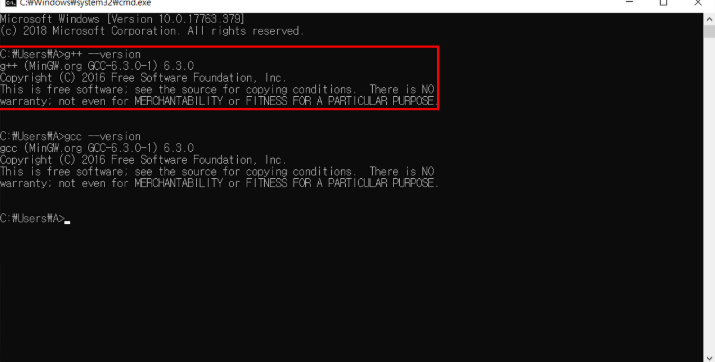 C:₩Windows₩system32₩cmd.exe
Microsoft Windows [Version 10.0.17763.379]
(c) 2018 Microsoft Corporation. All rights reserved.
C:₩Users₩A>g++ --version
g++ (MinGW.org GCC-6.3.0-1) 6.3.0
Copyright (C) 2016 Free Software Foundation, Inc.
This is free software; see the source for copying conditions.  There is NO
warranty; not even for MERCHANTABILITY or FITNESS FOR A PARTICULAR PURPOSE.
C:₩Users₩A>gcc --version
gcc (MinGW.org GCC-6.3.0-1) 6.3.0
Copyright (C) 2016 Free Software Foundation, Inc.
This is free software; see the source for copying conditions.  There is NO
warranty; not even for MERCHANTABILITY or FITNESS FOR A PARTICULAR PURPOSE.
C:₩Users₩A>